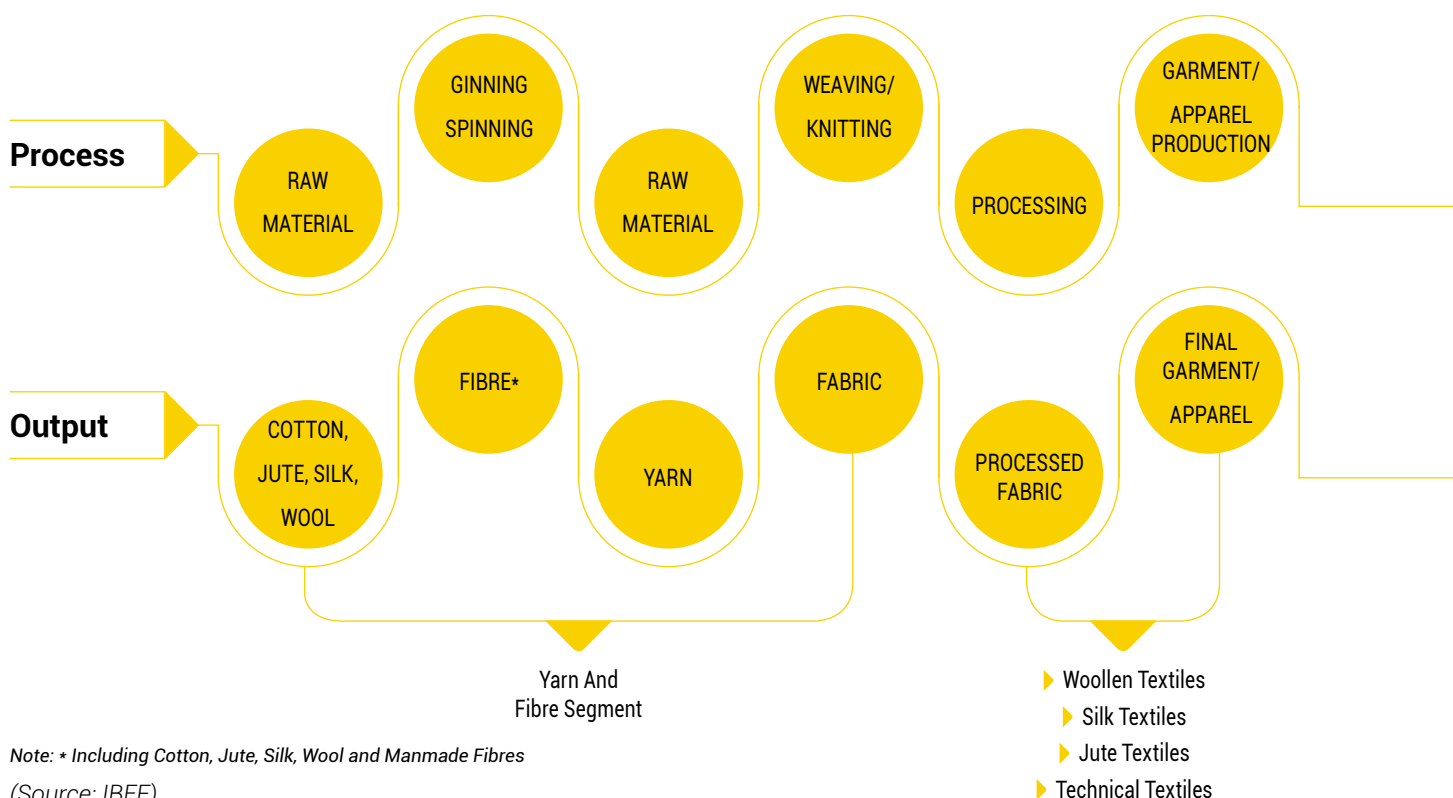 Process
RAW
MATERIAL
GINNING
SPINNING
RAW
MATERIAL
WEAVING/
KNITTING
PROCESSING
GARMENT/
APPAREL
PRODUCTION
Output
COTTON,
JUTE, SILK,
WOOL
FIBRE*
YARN
FABRIC
PROCESSED
FABRIC
FINAL
GARMENT/
APPAREL
Yarn And
Fibre Segment
Woollen Textiles
Silk Textiles
Jute Textiles
Technical Textiles
Note: * Including Cotton, Jute, Silk, Wool and Manmade Fibres
(Source: IBEF)